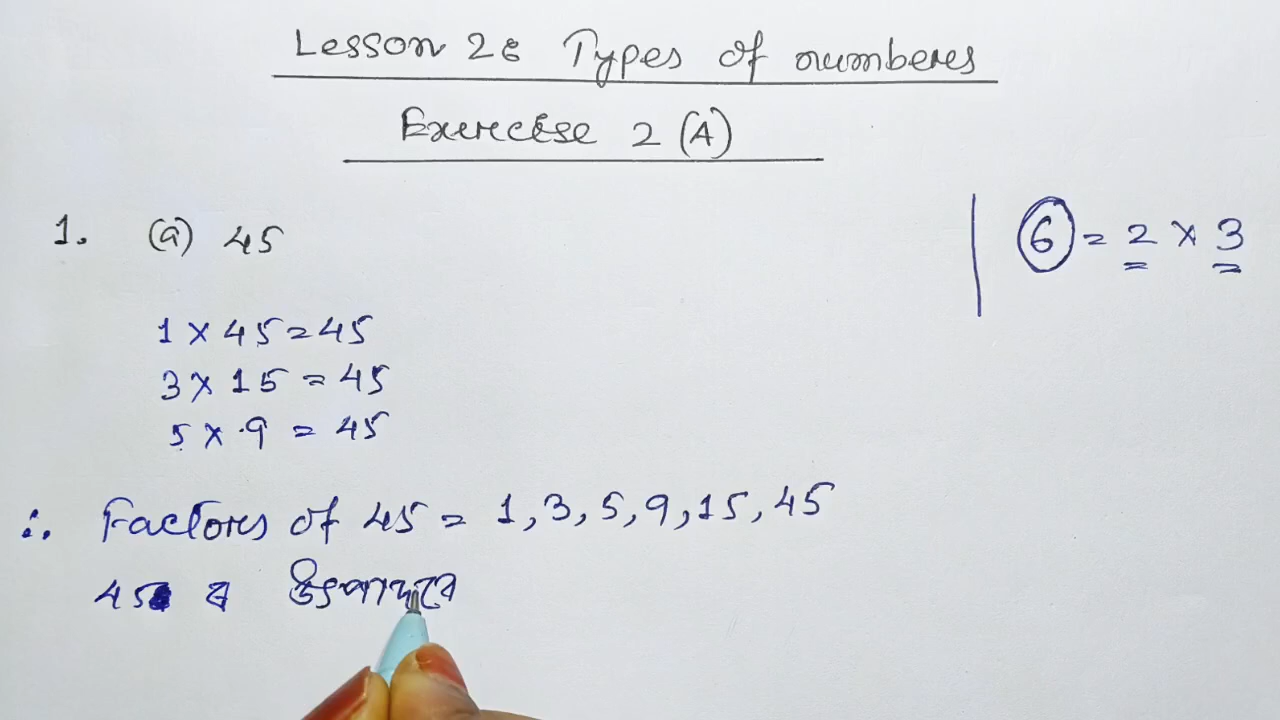 Lesson 2: Types of numbers
Exercise 2 (A)
1. (a) 45
6 = 2 × 3
1 × 45 = 45
3 × 15 = 45
5 × 9 = 45
∴ Factors of 45 = 1, 3, 5, 9, 15, 45
45 ৰ